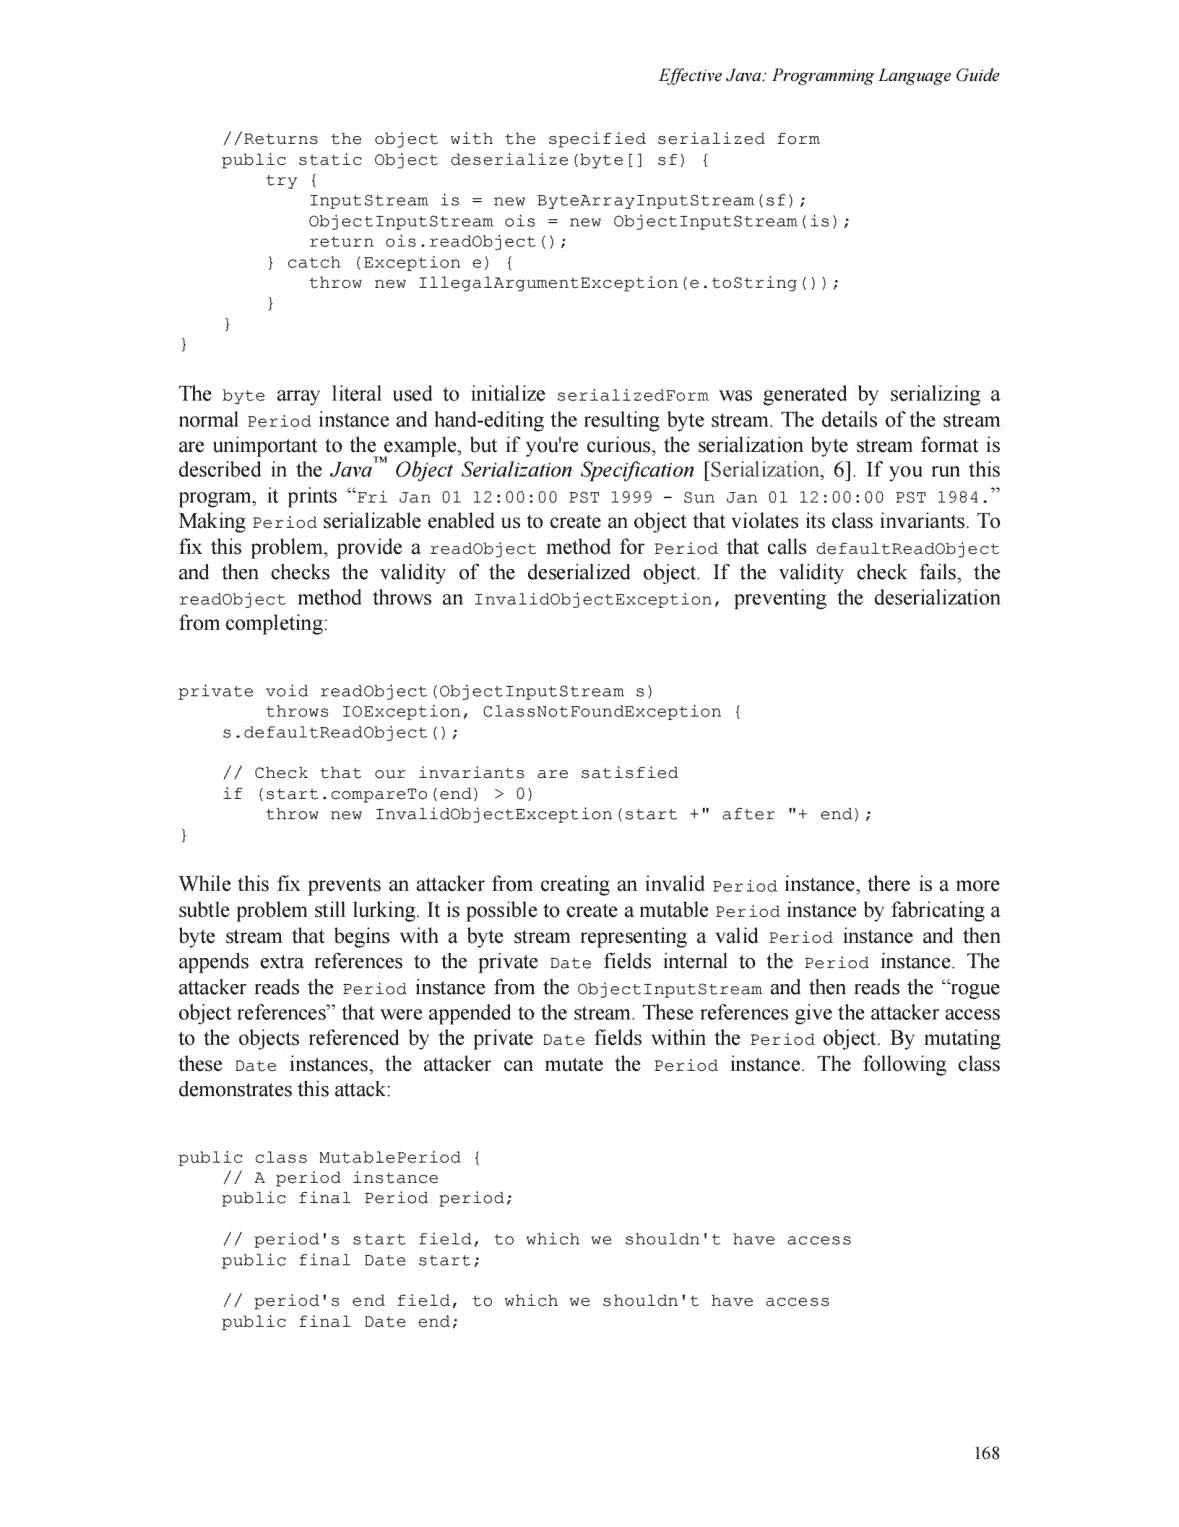 Effective Java: Programming Language Guide
//Returns the object with the specified serialized form
public static Object deserialize(byte[] sf) {
try {
InputStream is = new ByteArrayInputStream(sf);
ObjectInputStream ois = new ObjectInputStream(is);
return ois.readObject();
} catch (Exception e) {
throw new IllegalArgumentException(e.toString());
}
}
}
The byte array literal used to initialize serializedForm was generated by serializing a
normal Period instance and hand-editing the resulting byte stream. The details of the stream
are unimportant to the example, but if you're curious, the serialization byte stream format is
described in the Java™ Object Serialization Specification [Serialization, 6]. If you run this
program, it prints “Fri Jan 01 12:00:00 PST 1999 - Sun Jan 01 12:00:00 PST 1984.”
Making Period serializable enabled us to create an object that violates its class invariants. To
fix this problem, provide a readObject method for Period that calls defaultReadObject
and then checks the validity of the deserialized object. If the validity check fails, the
readObject method throws an InvalidObjectException, preventing the deserialization
from completing:
private void readObject(ObjectInputStream s)
throws IOException, ClassNotFoundException {
s.defaultReadObject();
// Check that our invariants are satisfied
if (start.compareTo(end) > 0)
throw new InvalidObjectException(start +" after "+ end);
}
While this fix prevents an attacker from creating an invalid Period instance, there is a more
subtle problem still lurking. It is possible to create a mutable Period instance by fabricating a
byte stream that begins with a byte stream representing a valid Period instance and then
appends extra references to the private Date fields internal to the Period instance. The
attacker reads the Period instance from the ObjectInputStream and then reads the “rogue
object references” that were appended to the stream. These references give the attacker access
to the objects referenced by the private Date fields within the Period object. By mutating
these Date instances, the attacker can mutate the Period instance. The following class
demonstrates this attack:
public class MutablePeriod {
// A period instance
public final Period period;
// period's start field, to which we shouldn't have access
public final Date start;
// period's end field, to which we shouldn't have access
public final Date end;
168